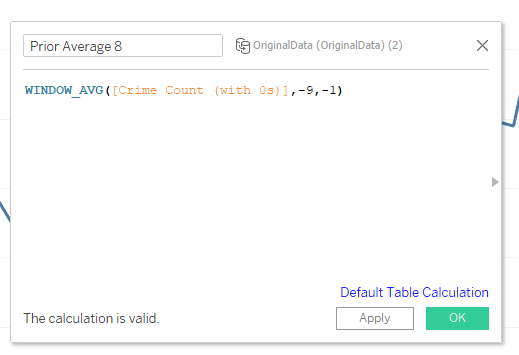 Prior Average 8
OriginalData (OriginalData) (2)
WINDOW_AVG([Crime Count (with 0s)],-9,-1)
Default Table Calculation
The calculation is valid.
Apply
OK